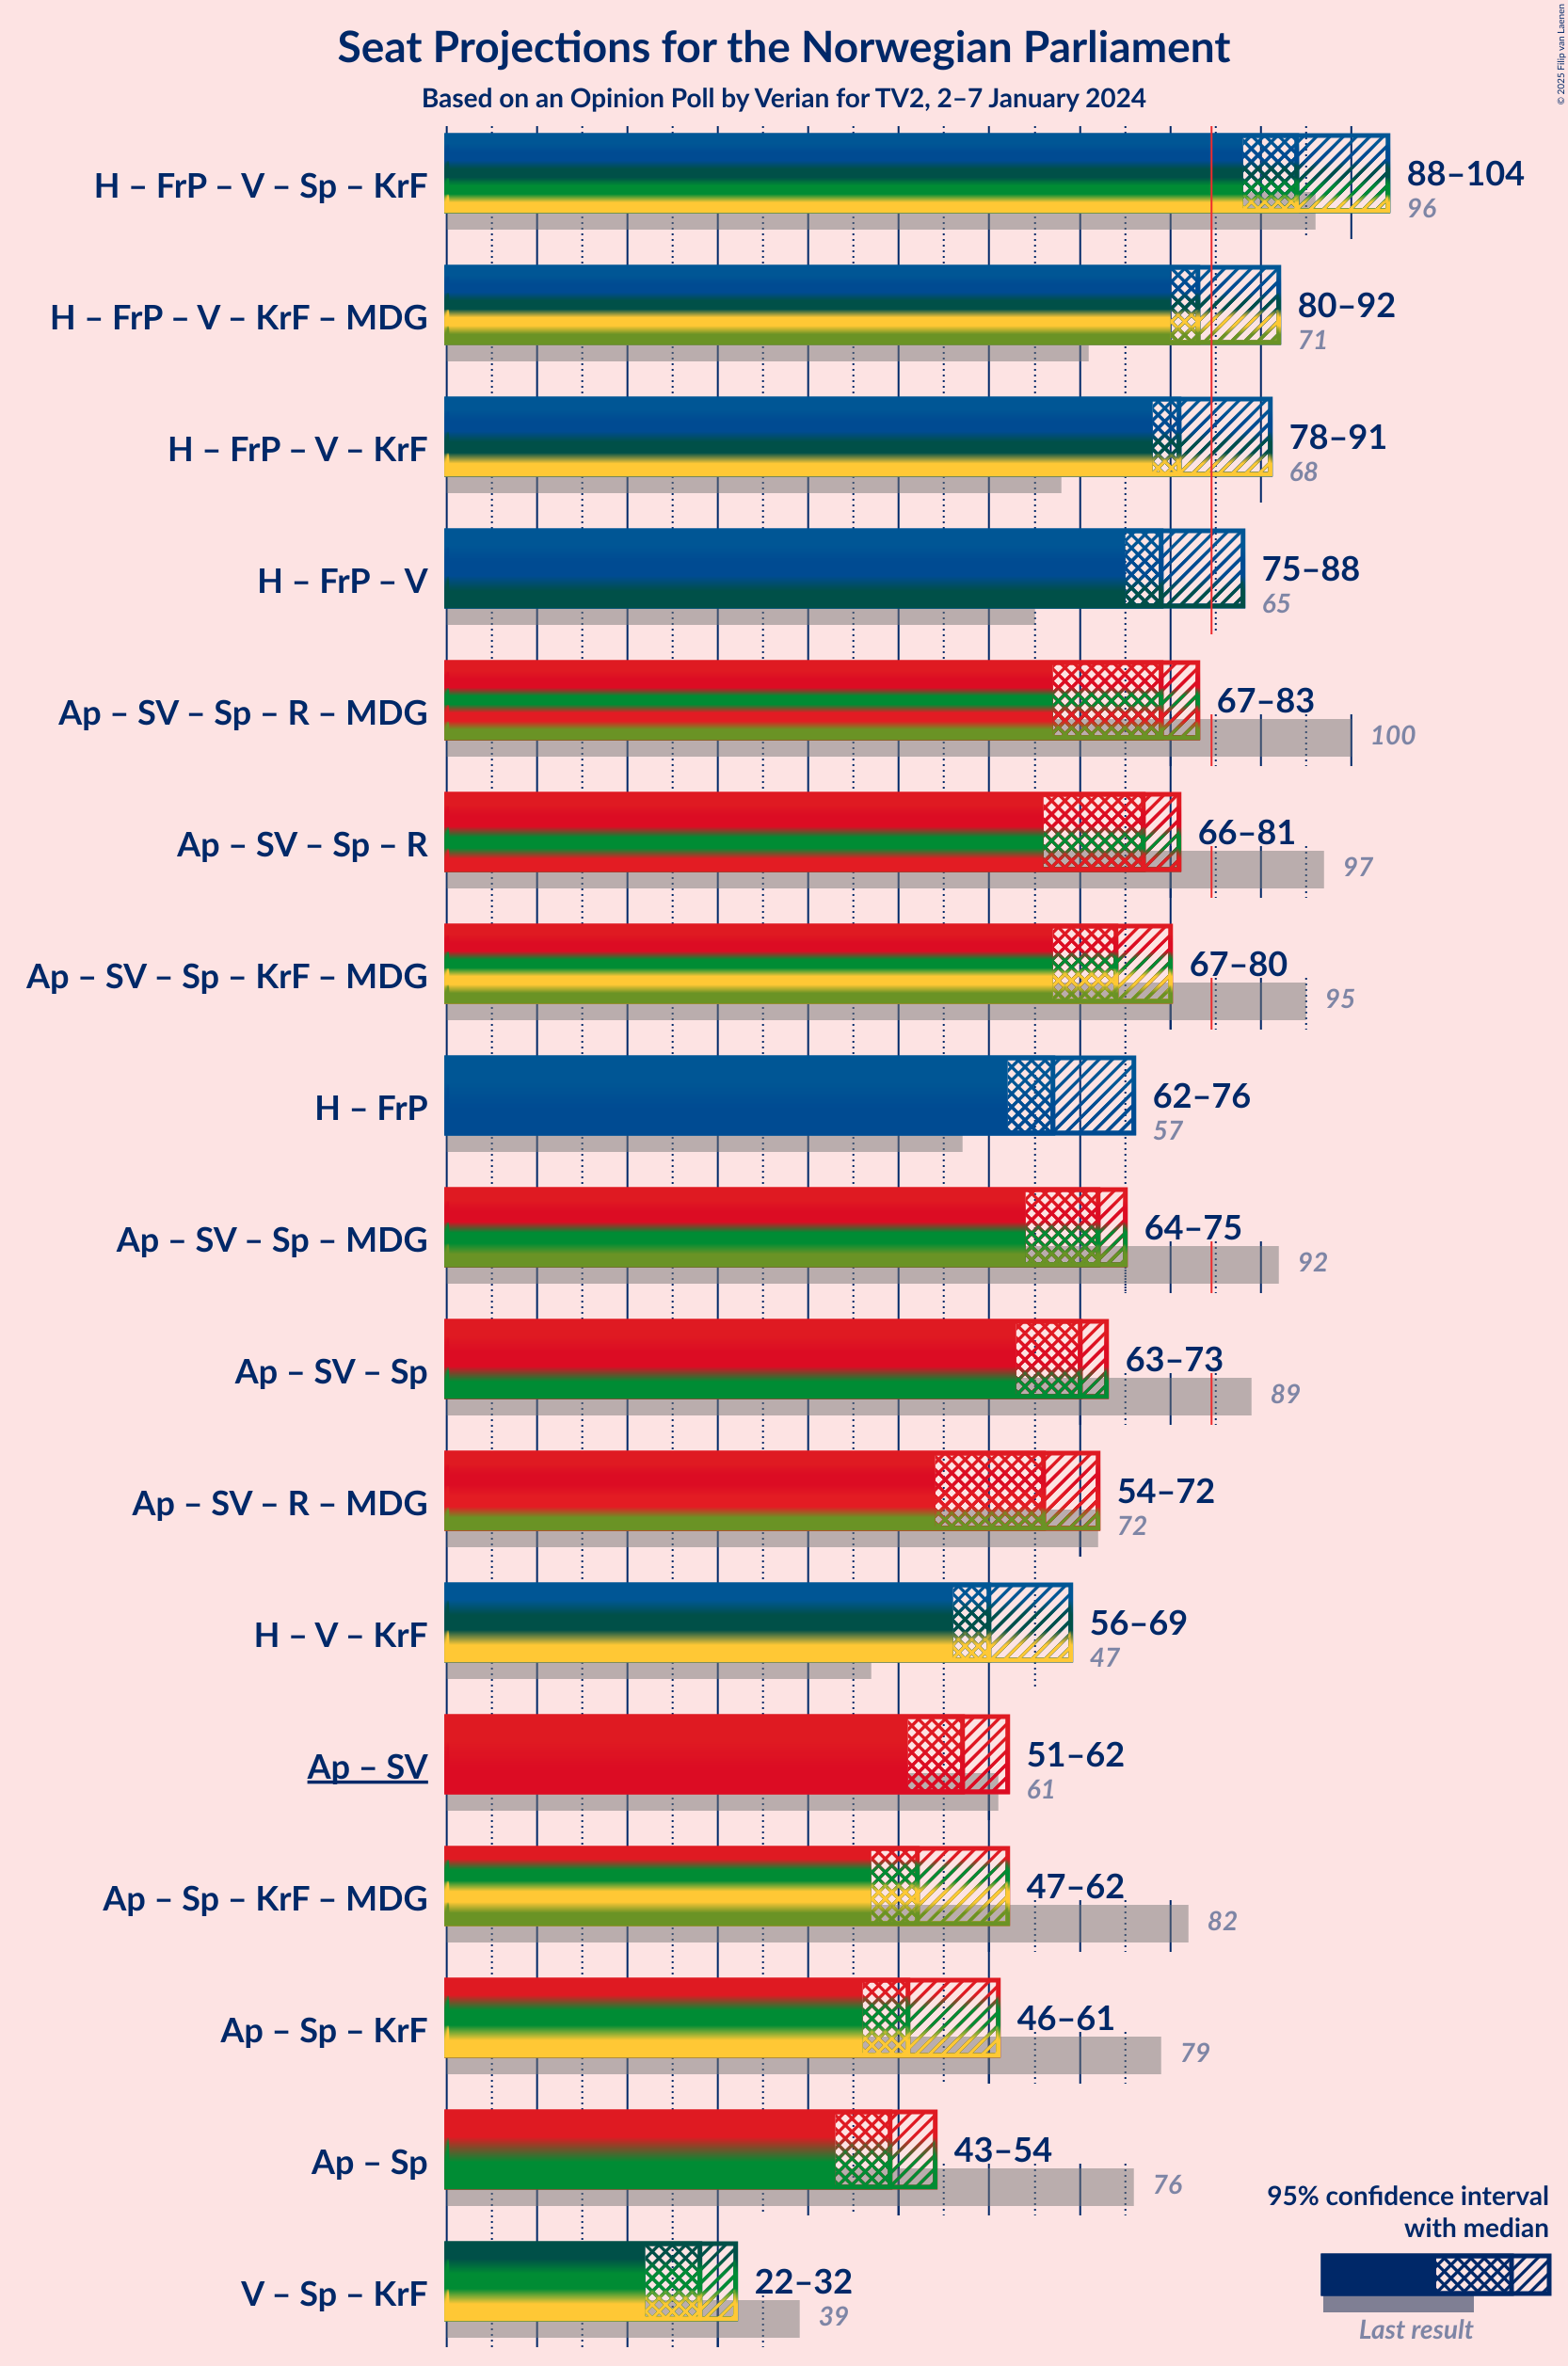 Seat Projections for the Norwegian Parliament
Based on an Opinion Poll by Verian for TV2, 2–7 January 2024
© 2025 Filip van Laenen
H – FrP – V – Sp – KrF
88–104
96
H – FrP – V – KrF – MDG
80–92
71
H – FrP – V – KrF
78–91
68
H – FrP – V
75–88
65
Ap – SV – Sp – R – MDG
67–83
100
Ap – SV – Sp – R
66–81
97
Ap – SV – Sp – KrF – MDG
67–80
95
H – FrP
62–76
57
Ap – SV – Sp – MDG
64–75
92
Ap – SV – Sp
63–73
89
Ap – SV – R – MDG
54–72
72
H – V – KrF
56–69
47
Ap – SV
51–62
61
Ap – Sp – KrF – MDG
47–62
82
Ap – Sp – KrF
46–61
79
Ap – Sp
43–54
76
V – Sp – KrF
22–32
39
95% confidence interval
with median
Last result